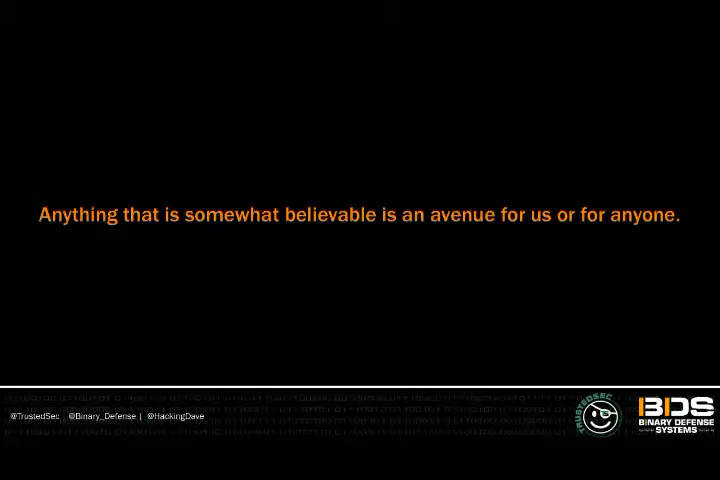 Anything that is somewhat believable is an avenue for us or for anyone.
@TrustedSec | @Binary_Defense | @HackingDave
TRUSTEDSEC
BDS
BINARY DEFENSE
SYSTEMS